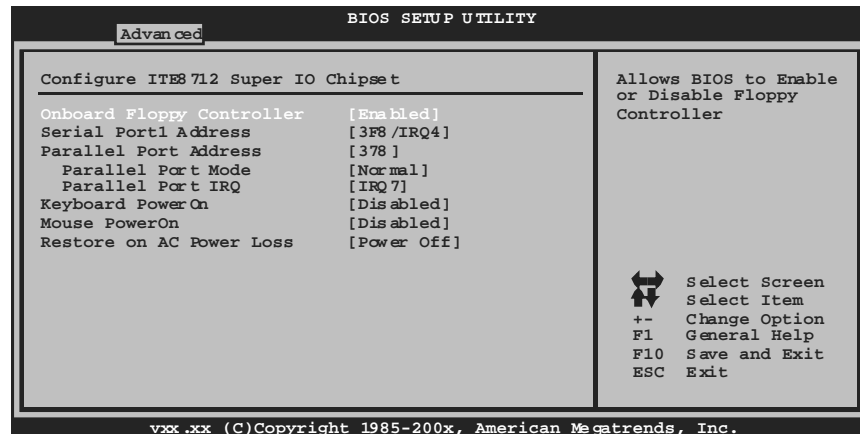 BIOS SETUP UTILITY
Advanced
Configure ITE8712 Super IO Chipset
Onboard Floppy Controller [Enabled]
Serial Port1 Address [3F8/IRQ4]
Parallel Port Address [378]
Parallel Port Mode [Normal]
Parallel Port IRQ [IRQ7]
Keyboard PowerOn [Disabled]
Mouse PowerOn [Disabled]
Restore on AC Power Loss [Power Off]
Allows BIOS to Enable
or Disable Floppy
Controller
Select Screen
Select Item
+- Change Option
F1 General Help
F10 Save and Exit
ESC Exit
vxx.xx (C)Copyright 1985-200x, American Megatrends, Inc.